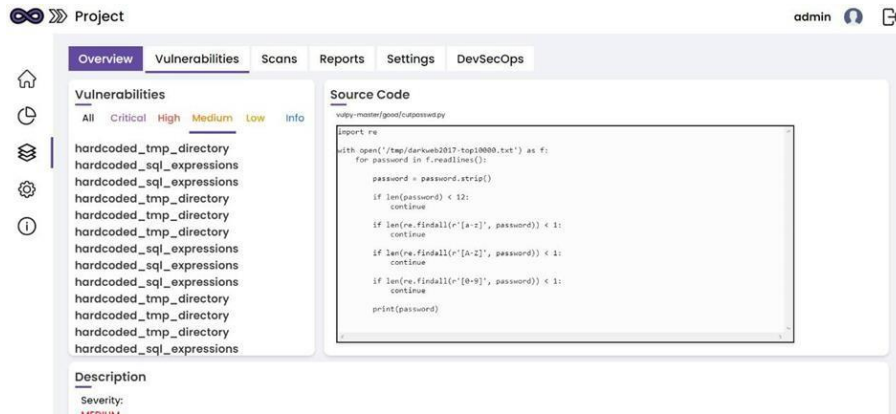 Project
admin
Overview Vulnerabilities Scans Reports Settings DevSecOps
Vulnerabilities
All Critical High Medium Low Info
hardcoded_tmp_directory
hardcoded_sql_expressions
hardcoded_sql_expressions
hardcoded_tmp_directory
hardcoded_tmp_directory
hardcoded_tmp_directory
hardcoded_sql_expressions
hardcoded_sql_expressions
hardcoded_sql_expressions
hardcoded_tmp_directory
hardcoded_tmp_directory
hardcoded_tmp_directory
hardcoded_sql_expressions
Source Code
vulpy-master/good/cutpasswd.py
import re
with open('/tmp/darkweb2017-top10000.txt') as f:
for password in f.readlines():
password = password.strip()
if len(password) < 12:
continue
if len(re.findall(r'[a-z]', password)) < 1:
continue
if len(re.findall(r'[A-Z]', password)) < 1:
continue
if len(re.findall(r'[0-9]', password)) < 1:
continue
print(password)
Description
Severity:
MEDIUM